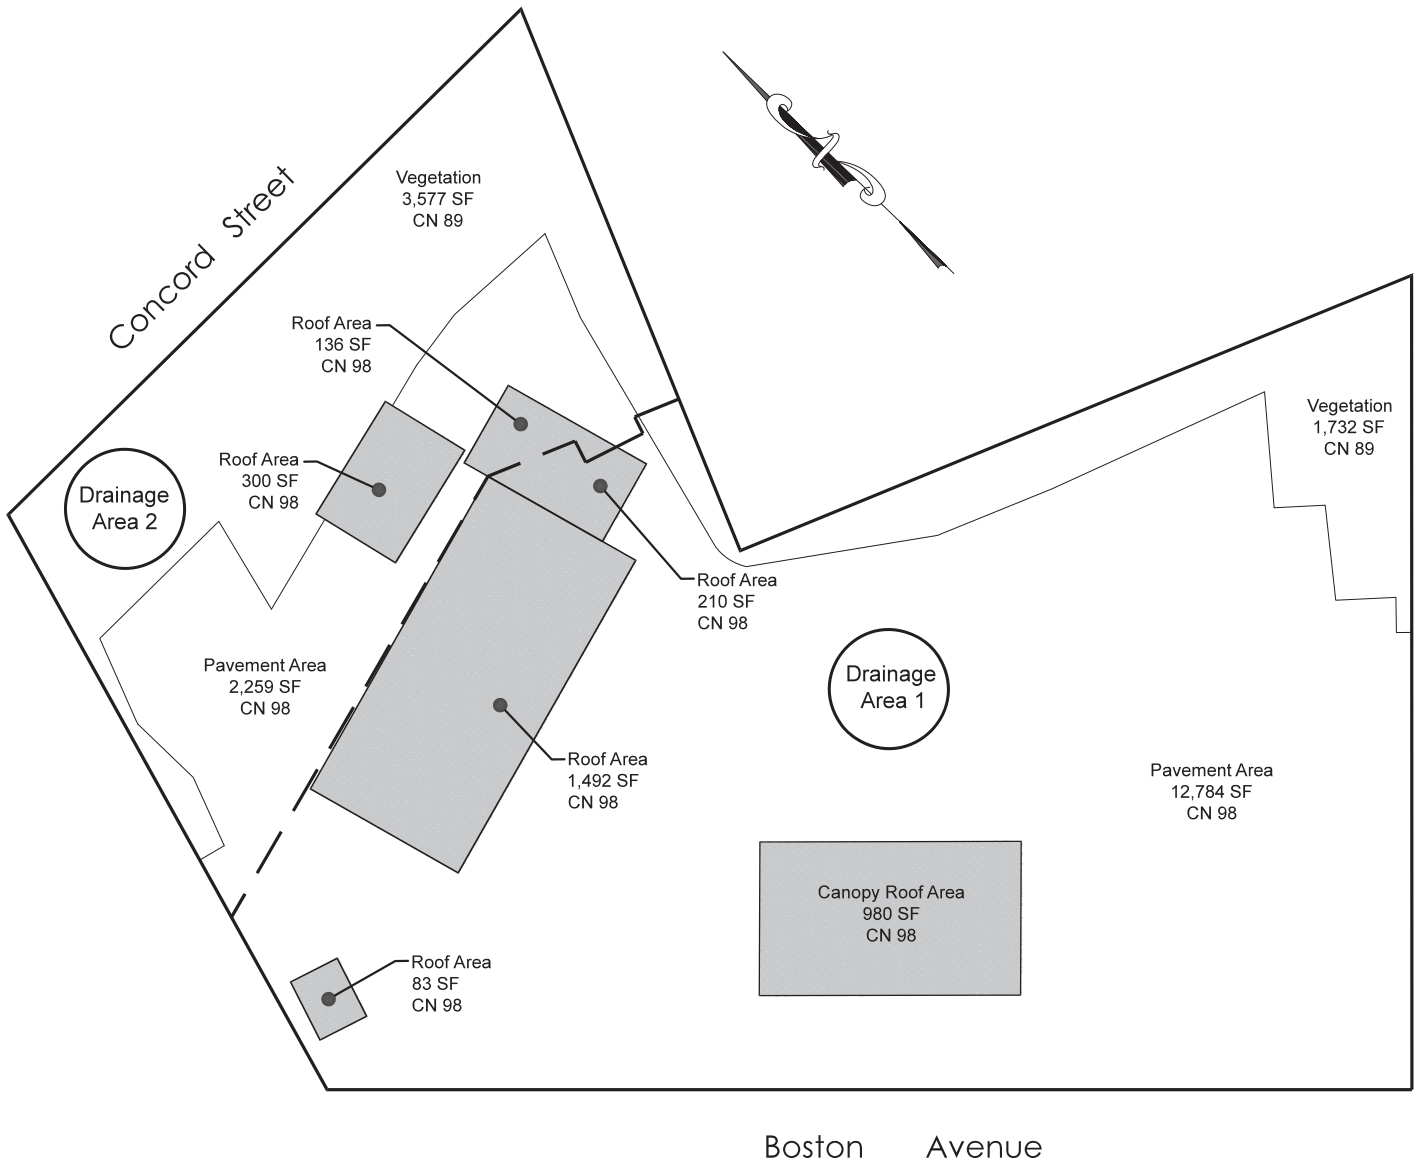 Concord Street
Vegetation
3,577 SF
CN 89
Roof Area
136 SF
CN 98
Vegetation
1,732 SF
CN 89
Roof Area
300 SF
CN 98
Drainage
Area 2
Roof Area
210 SF
CN 98
Drainage
Area 1
Pavement Area
2,259 SF
CN 98
Roof Area
1,492 SF
CN 98
Pavement Area
12,784 SF
CN 98
Canopy Roof Area
980 SF
CN 98
Roof Area
83 SF
CN 98
Boston Avenue